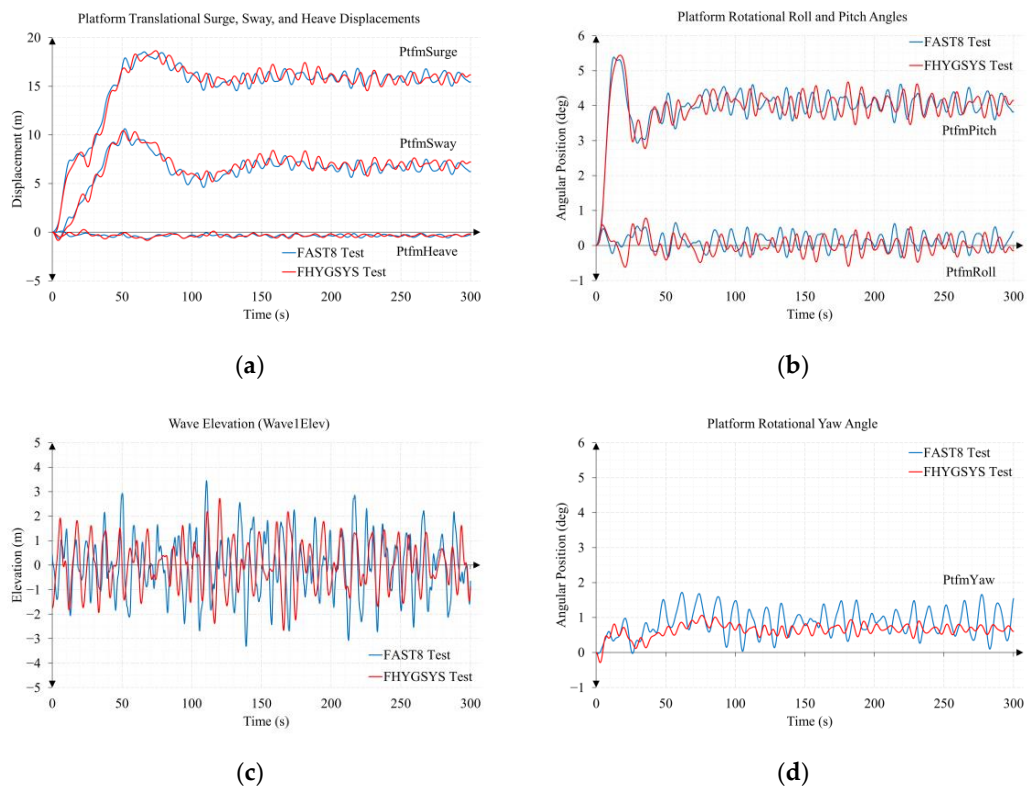 Platform Translational Surge, Sway, and Heave Displacements
20
15
10
5
0
−5
Displacement (m)
PtfmSurge
PtfmSway
PtfmHeave
FAST8 Test
FHYGSYS Test
0 50 100 150 200 250 300
Time (s)
(a)
Platform Rotational Roll and Pitch Angles
6
5
4
3
2
1
0
−1
Angular Position (deg)
FAST8 Test
FHYGSYS Test
PtfmPitch
PtfmRoll
0 50 100 150 200 250 300
Time (s)
(b)
Wave Elevation (Wave1Elev)
5
4
3
2
1
0
−1
−2
−3
−4
−5
Elevation (m)
FAST8 Test
FHYGSYS Test
0 50 100 150 200 250 300
Time (s)
(c)
Platform Rotational Yaw Angle
6
5
4
3
2
1
0
−1
Angular Position (deg)
FAST8 Test
FHYGSYS Test
PtfmYaw
0 50 100 150 200 250 300
Time (s)
(d)